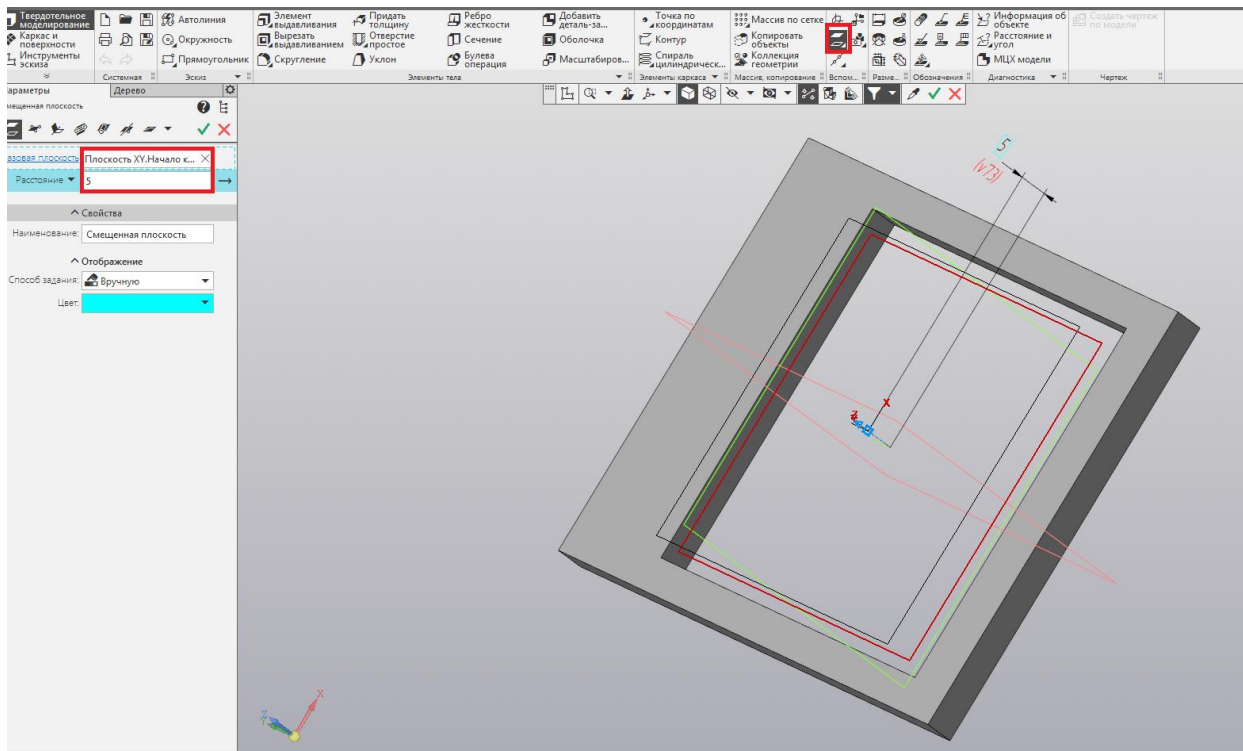 Твердотельное
моделирование
Каркас и
поверхности
Инструменты
эскиза
Системная
Автолиния
Окружность
Прямоугольник
Эскиз
Элемент
выдавливания
Вырезать
выдавливанием
Скругление
Придать
толщину
Отверстие
простое
Уклон
Ребро
жесткости
Сечение
Булева
операция
Добавить
деталь-за...
Оболочка
Масштабиров...
Элементы тела
Точка по
координатам
Контур
Спираль
цилиндрическ...
Элементы каркаса
Массив по сетке
Копировать
объекты
Коллекция
геометрии
Массив, копирование
Вспом...
Разме...
Обозначения
Информация об
объекте
Расстояние и
угол
МЦХ модели
Диагностика
Создать чертеж
по модели
Чертеж
араметры
Дерево
мещенная плоскость
азовая плоскость
Плоскость XY.Начало к...
Расстояние
5
Свойства
Наименование:
Смещенная плоскость
Отображение
Способ задания:
Вручную
Цвет:
5
(v73)
X
Z
X